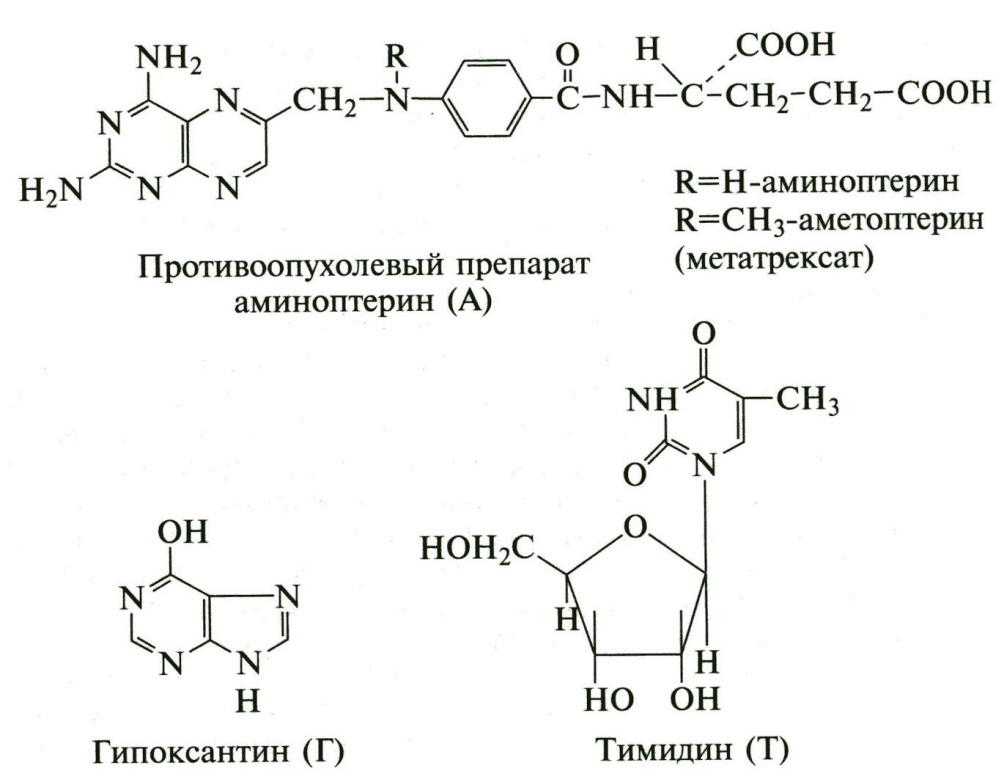 NH₂
N
N
H₂N
N
N
CH₂–N
R
O
C–NH–C–CH₂–CH₂–COOH
H
COOH
R=H-аминоптерин
R=CH₃-аметоптерин
(метатрексат)
Противоопухолевый препарат
аминоптерин (А)
O
NH
CH₃
O
N
HOH₂C
O
H
H
HO
OH
OH
N
N
N
N
H
Гипоксантин (Г)
Тимидин (Т)